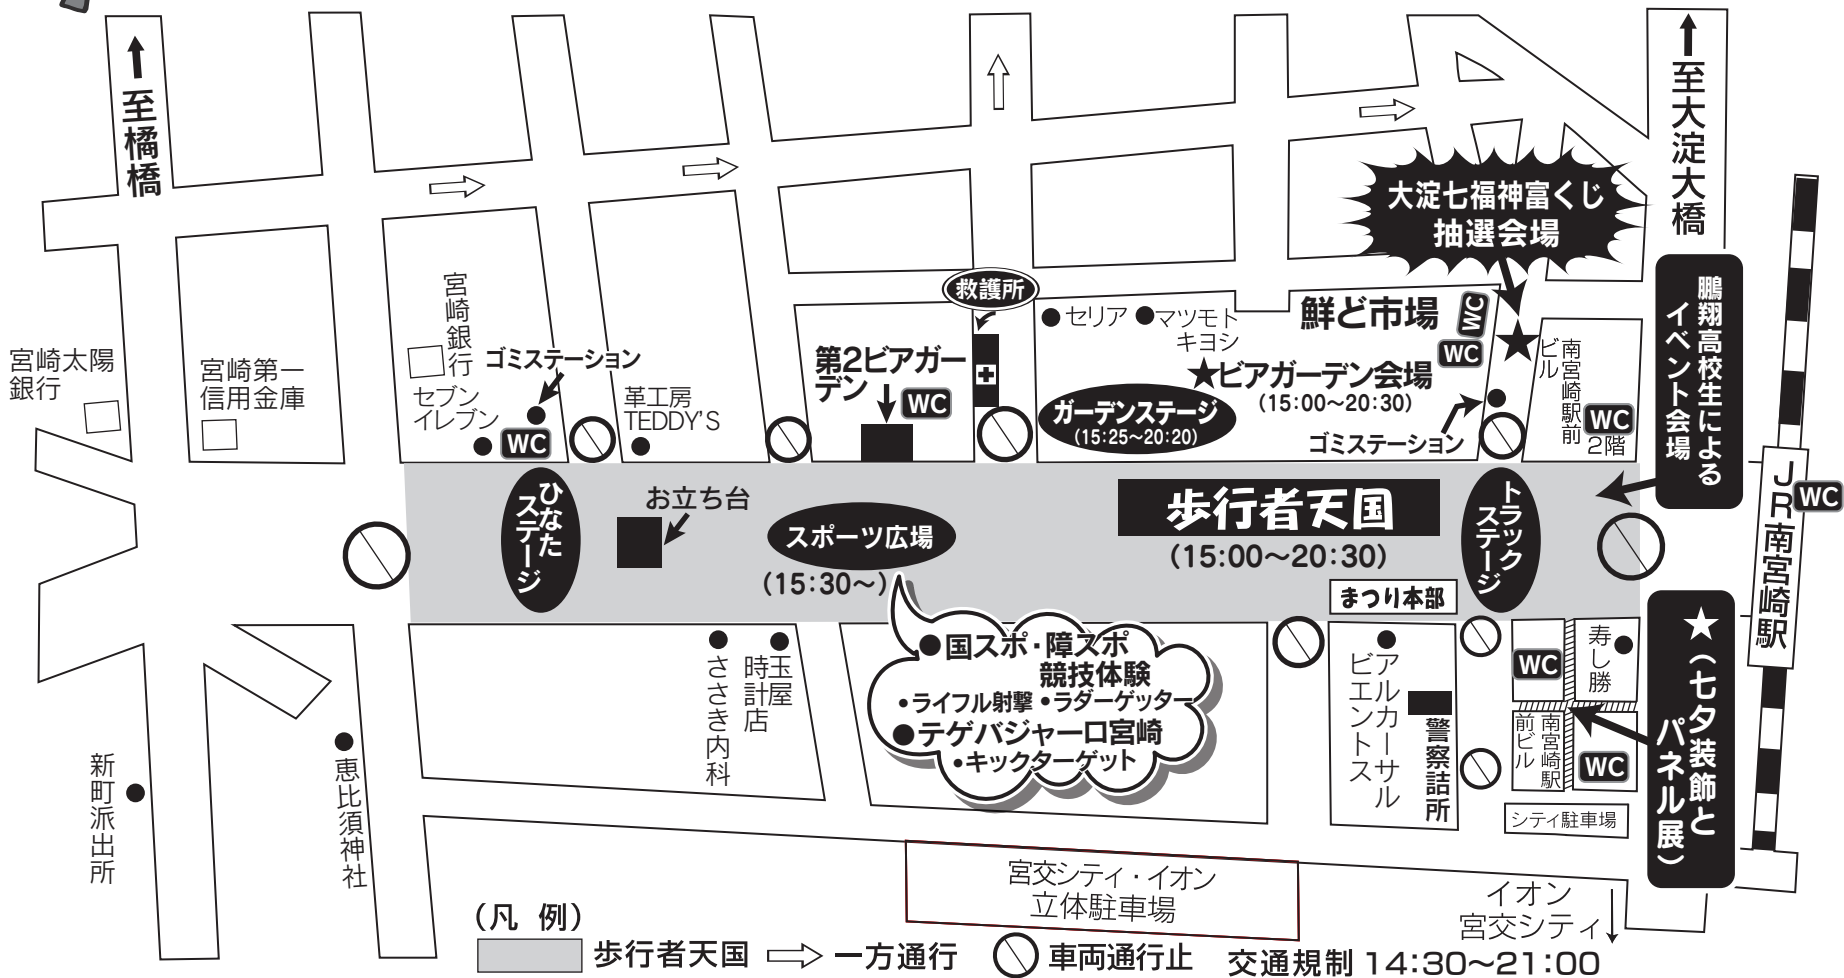 至橘橋
至大淀大橋
大淀七福神富くじ
抽選会場
鵬翔高校生による
イベント会場
救護所
セリア
マツモト
キヨシ
鮮ど市場
WC
WC
宮崎銀行
ゴミステーション
宮崎太陽
銀行
宮崎第一
信用金庫
セブン
イレブン
WC
革工房
TEDDY'S
第2ビアガー
デン
WC
★ビアガーデン会場
(15:00〜20:30)
ガーデンステージ
(15:25〜20:20)
ゴミステーション
南宮崎駅前
ビル
WC
2階
JR南宮崎駅
WC
ひなた
ステージ
お立ち台
スポーツ広場
(15:30〜)
歩行者天国
(15:00〜20:30)
トラック
ステージ
まつり本部
●国スポ・障スポ
競技体験
・ライフル射撃 ・ラダーゲッター
●テゲバジャーロ宮崎
・キックターゲット
ささき内科
玉屋
時計店
アルカーサル
ビエントス
警察詰所
WC
寿し勝
南宮崎駅
前ビル
WC
シティ駐車場
★(七夕装飾と
パネル展)
新町派出所
恵比須神社
宮交シティ・イオン
立体駐車場
イオン
宮交シティ
(凡 例)
歩行者天国
一方通行
車両通行止
交通規制 14:30〜21:00